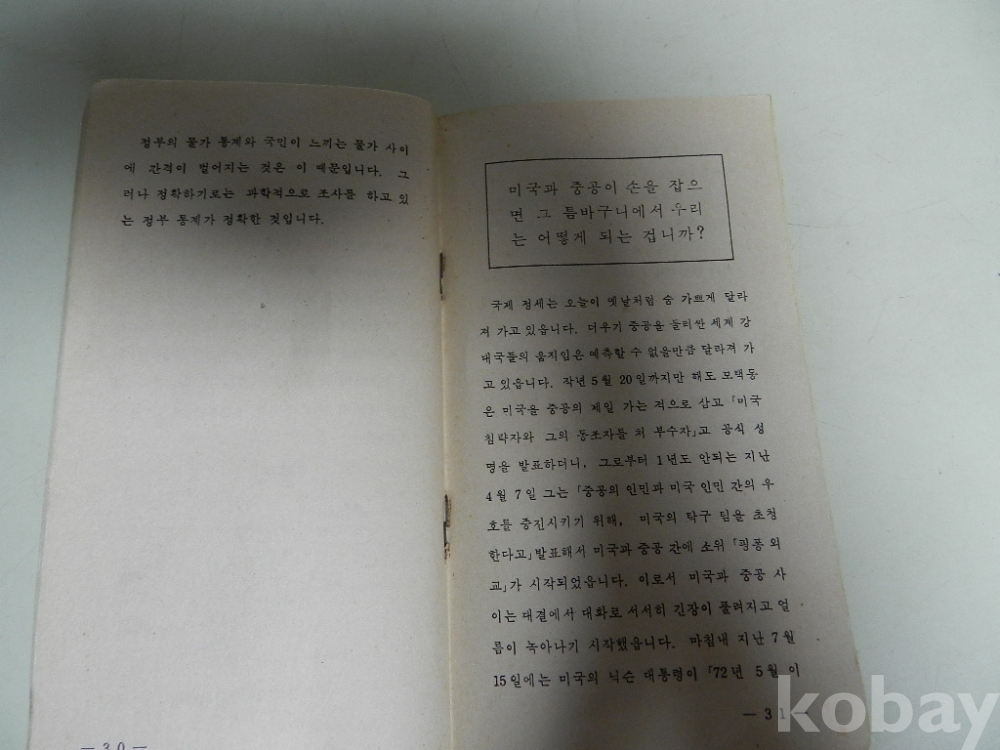 정부의 물가 통계와 국민이 느끼는 물가 사이
에 간격이 벌어지는 것은 이 때문입니다. 그
러나 정확하기로는 과학적으로 조사를 하고 있
는 정부 통계가 정확한 것입니다.
— 30 —
미국과 중공이 손을 잡으
면 그 틈바구니에서 우리
는 어떻게 되는 겁니까?
국제 정세는 오늘이 옛날처럼 숨 가쁘게 달라
져 가고 있읍니다. 더우기 중공을 둘러싼 세계 강
대국들의 움직임은 예측할 수 없을만큼 달라져 가
고 있읍니다. 작년 5월 20일까지만 해도 모택동
은 미국을 중공의 제일 가는 적으로 삼고 「미국
침략자와 그의 동조자를 쳐 부수자」고 공식 성
명을 발표하더니, 그로부터 1년도 안되는 지난
4월 7일 그는 「중공의 인민과 미국 인민 간의 우
호를 증진시키기 위해, 미국의 탁구 팀을 초청
한다고」 발표해서 미국과 중공 간에 소위 「핑퐁 외
교」가 시작되었읍니다. 이로서 미국과 중공 사
이는 대결에서 대화로 서서히 긴장이 풀려지고 얼
름이 녹아나기 시작했읍니다. 마침내 지난 7월
15일에는 미국의 닉슨 대통령이 「72년 5월 이
— 31 —
kobay